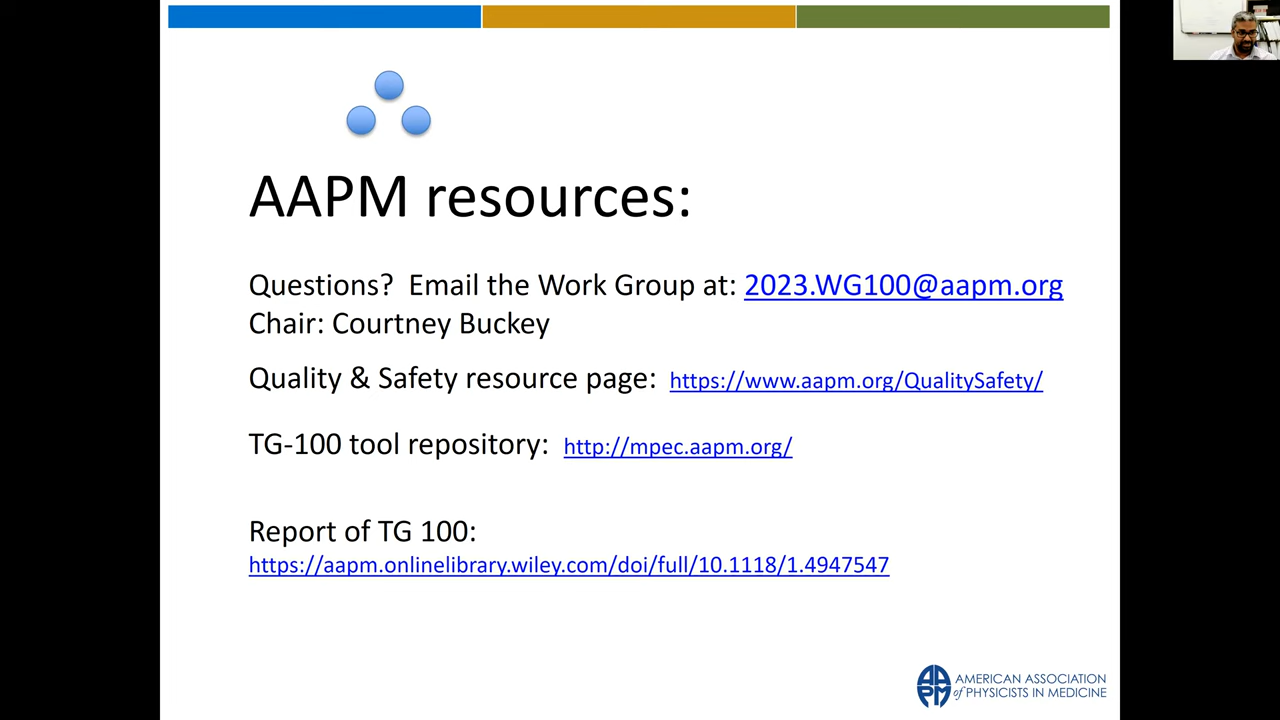 AAPM resources:
Questions?  Email the Work Group at: 2023.WG100@aapm.org
Chair: Courtney Buckey
Quality & Safety resource page:  https://www.aapm.org/QualitySafety/
TG-100 tool repository:  http://mpec.aapm.org/
Report of TG 100:
https://aapm.onlinelibrary.wiley.com/doi/full/10.1118/1.4947547
AAPM
AMERICAN ASSOCIATION
of PHYSICISTS IN MEDICINE